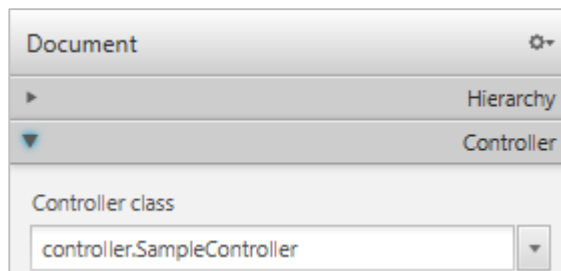 Document
Hierarchy
Controller
Controller class
controller.SampleController